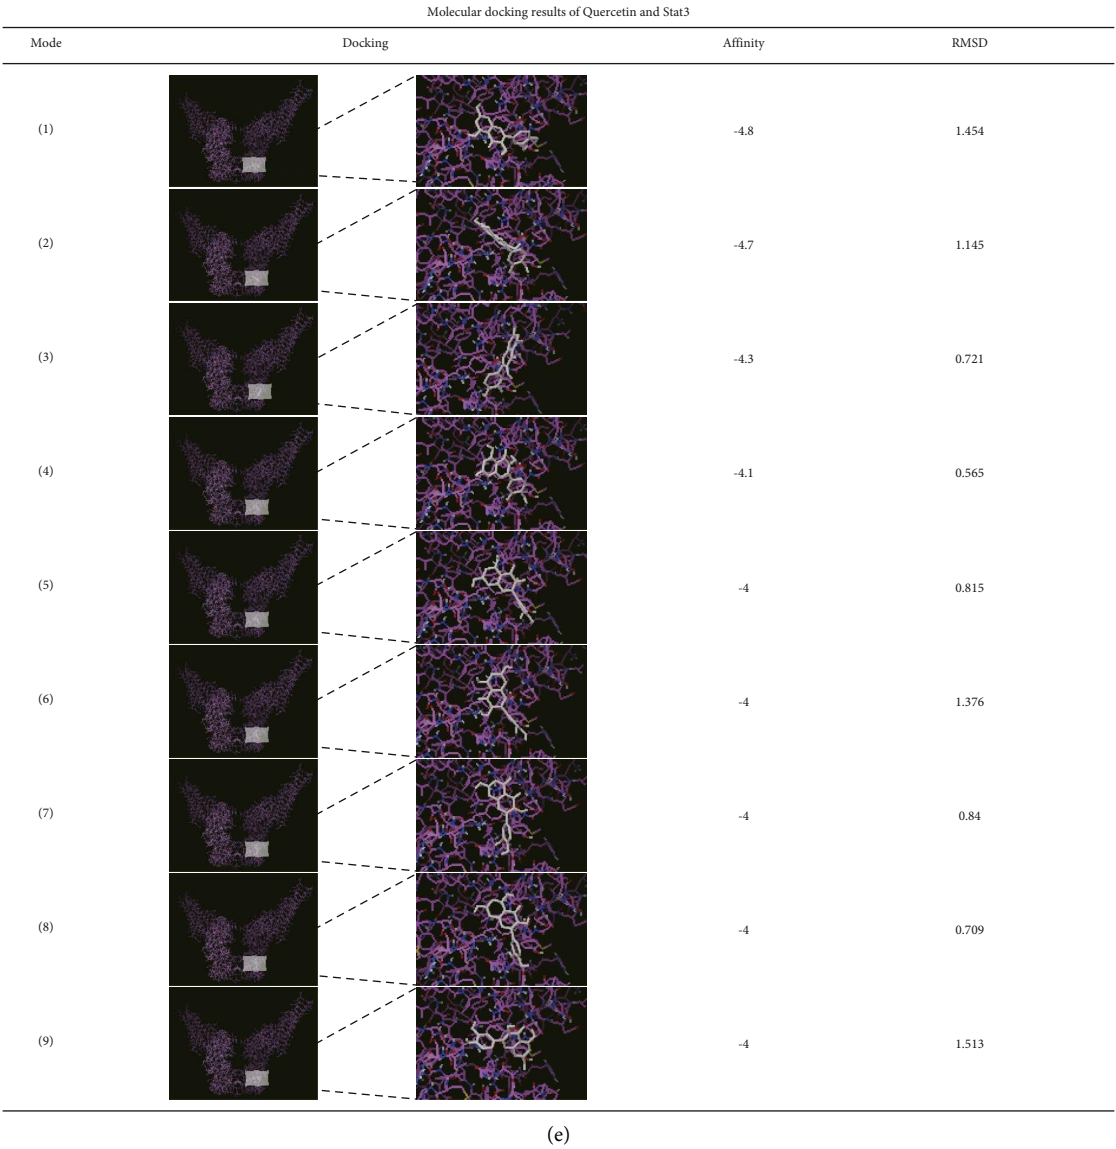 Molecular docking results of Quercetin and Stat3
Mode Docking Affinity RMSD
(1) -4.8 1.454
(2) -4.7 1.145
(3) -4.3 0.721
(4) -4.1 0.565
(5) -4 0.815
(6) -4 1.376
(7) -4 0.84
(8) -4 0.709
(9) -4 1.513
(e)